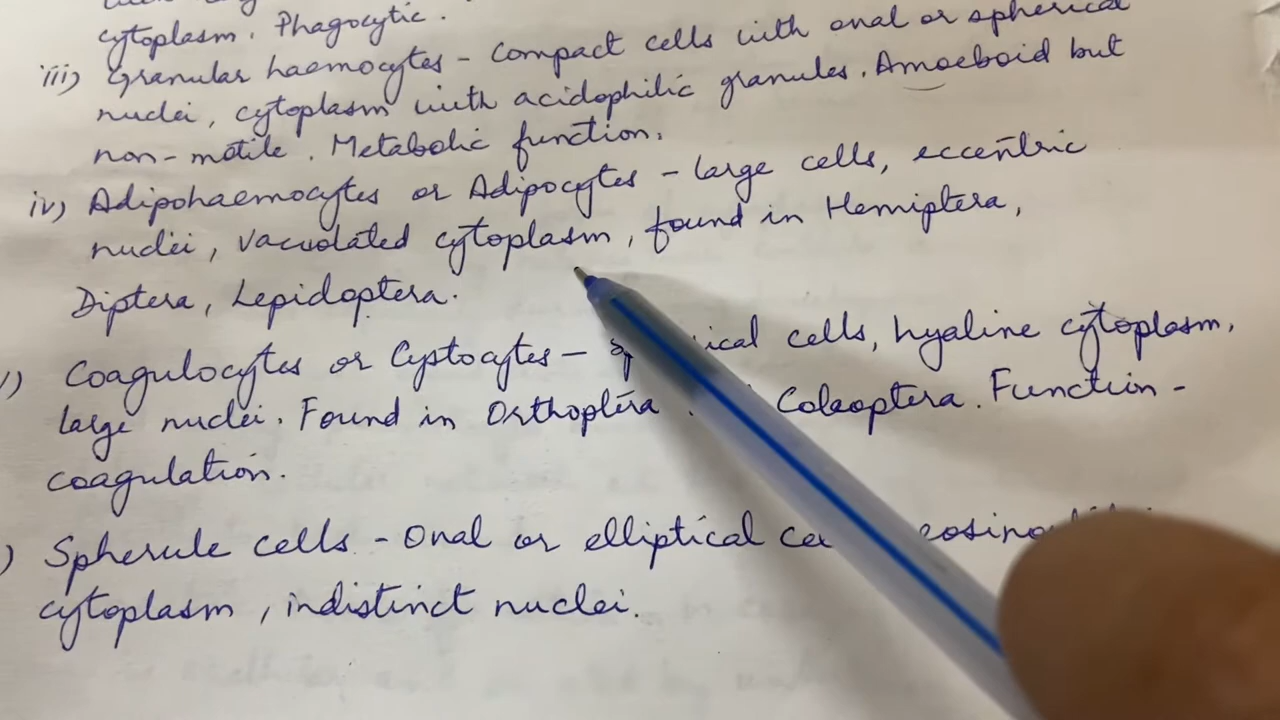 cytoplasm. Phagocytic.
iii) Granular haemocytes - Compact cells with oval or spherical
nuclei, cytoplasm with acidophilic granules. Amoeboid but
non-motile. Metabolic function.
iv) Adipohaemocytes or Adipocytes - large cells, eccentric
nuclei, vacuolated cytoplasm, found in Hemiptera,
Diptera, Lepidoptera.
) Coagulocytes or Cystocytes - cells, hyaline cytoplasm,
large nuclei. Found in Orthoptera Coleoptera. Function -
coagulation.
) Spherule cells - Oval or elliptical
cytoplasm, indistinct nuclei.